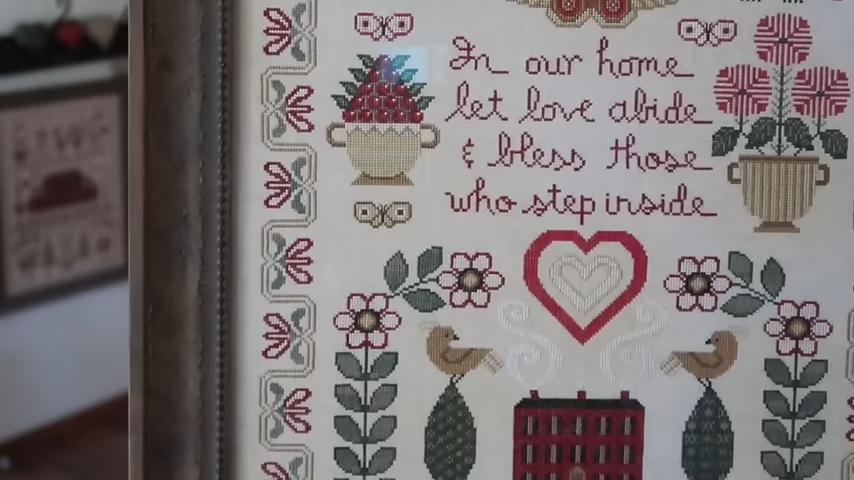 In our home
let love abide
& bless those
who step inside